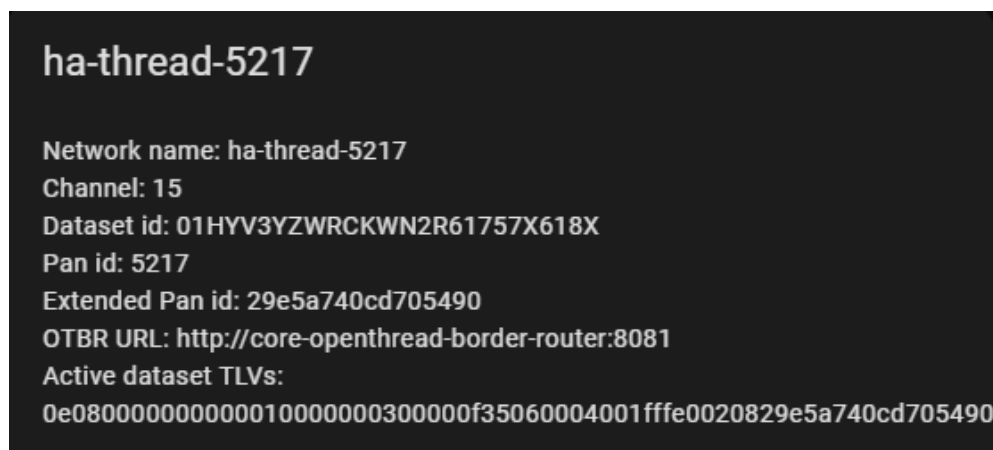 ha-thread-5217
Network name: ha-thread-5217
Channel: 15
Dataset id: 01HYV3YZWRCKWN2R61757X618X
Pan id: 5217
Extended Pan id: 29e5a740cd705490
OTBR URL: http://core-openthread-border-router:8081
Active dataset TLVs:
0e080000000000010000000300000f35060004001fffe0020829e5a740cd705490